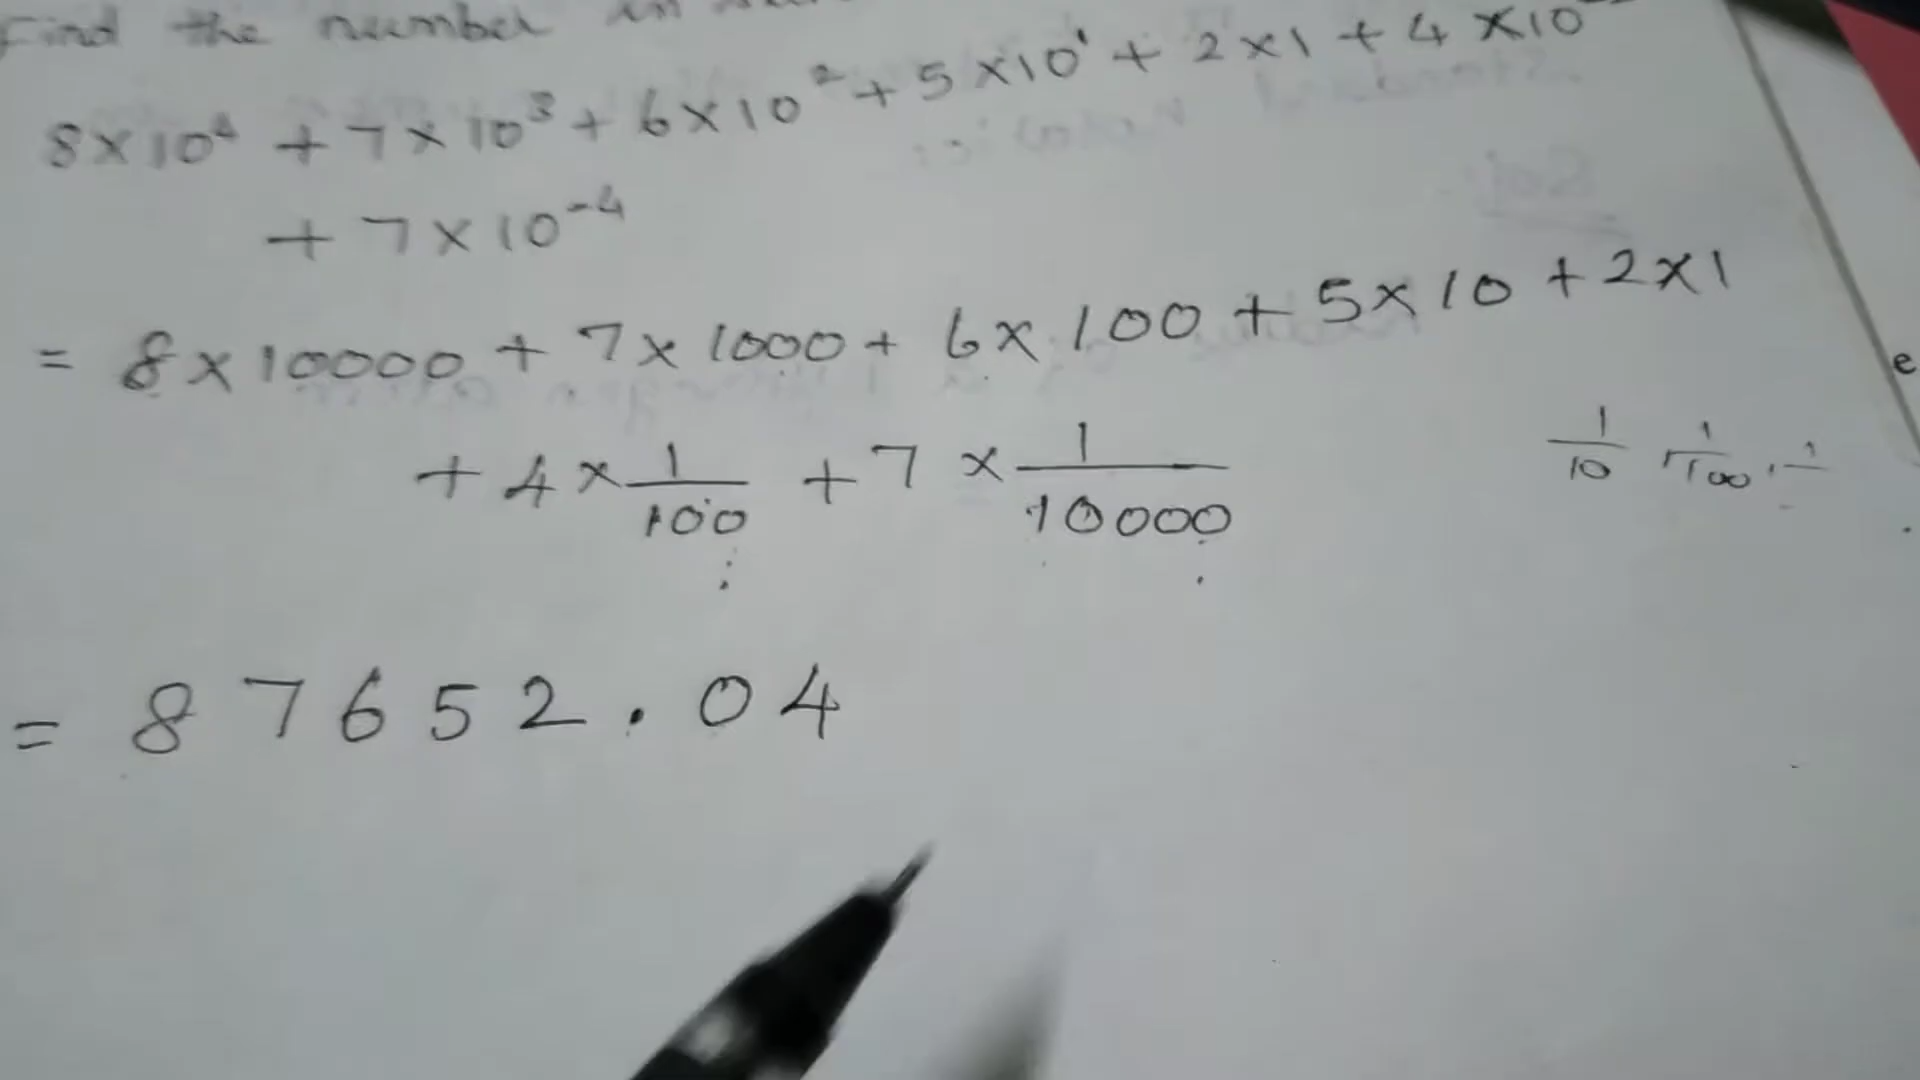 Find the number in
8×10⁴ + 7×10³ + 6×10² + 5×10¹ + 2×1 + 4×10
+ 7×10⁻⁴
= 8×10000 + 7×1000 + 6×100 + 5×10 + 2×1
+ 4×1/100 + 7×1/10000
1/10, 1/100, 1
= 87652.04
e